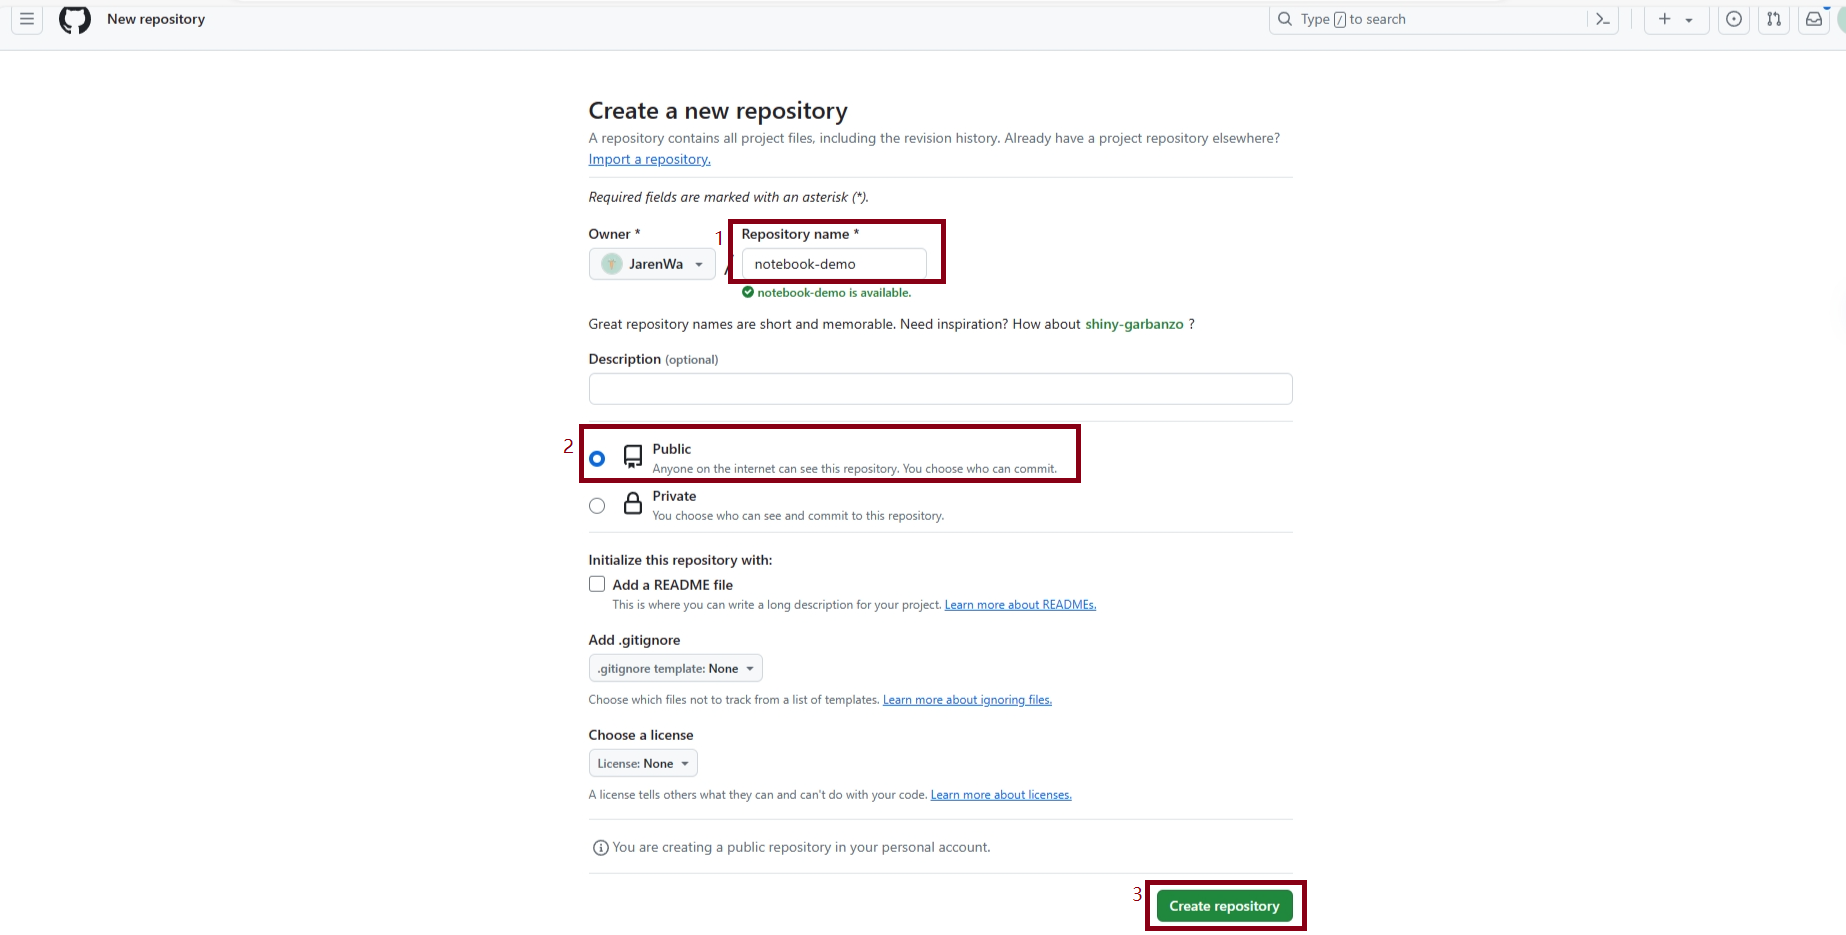 New repository
Type / to search
Create a new repository
A repository contains all project files, including the revision history. Already have a project repository elsewhere?
Import a repository.
Required fields are marked with an asterisk (*).
Owner *
1
Repository name *
JarenWa
/
notebook-demo
notebook-demo is available.
Great repository names are short and memorable. Need inspiration? How about shiny-garbanzo ?
Description (optional)
2
Public
Anyone on the internet can see this repository. You choose who can commit.
Private
You choose who can see and commit to this repository.
Initialize this repository with:
Add a README file
This is where you can write a long description for your project. Learn more about READMEs.
Add .gitignore
.gitignore template: None
Choose which files not to track from a list of templates. Learn more about ignoring files.
Choose a license
License: None
A license tells others what they can and can't do with your code. Learn more about licenses.
You are creating a public repository in your personal account.
3
Create repository